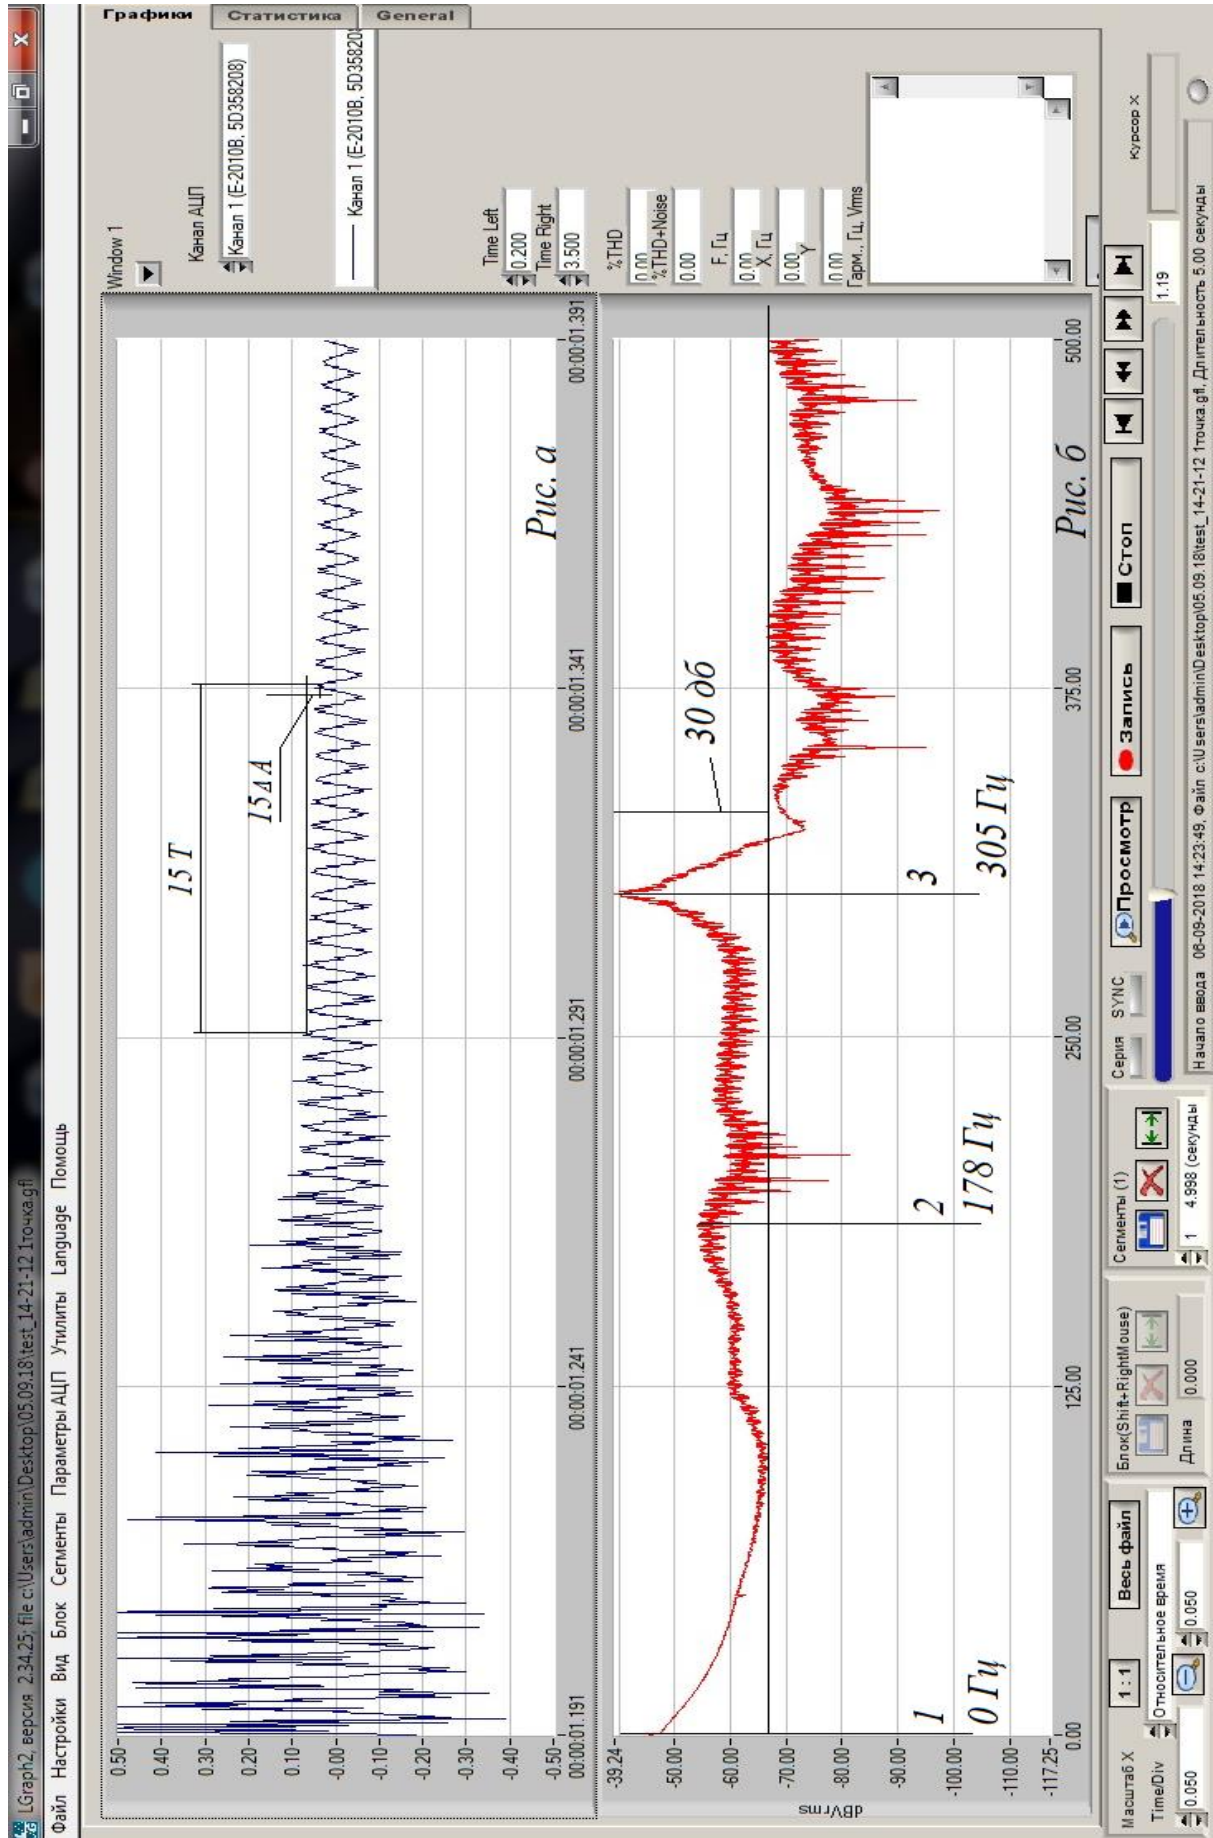 LGraph2, версия 2.34.25; file c:\Users\admin\Desktop\05.09.18\test_14-21-12 1точка.gfl
Файл Настройки Вид Блок Сегменты Параметры АЦП Утилиты Language Помощь
Графики Статистика General
Window 1
Канал АЦП
Канал 1 (E-2010B, 5D358208)
Канал 1 (E-2010B, 5D358208
Time Left
0.200
Time Right
3.500
0.50
0.40
0.30
0.20
0.10
-0.00
-0.10
-0.20
-0.30
-0.40
-0.50
00:00:01.191 00:00:01.241 00:00:01.291 00:00:01.341 00:00:01.391
15 T
15ΔA
Рис. а
%THD
0.00
%THD+Noise
0.00
F, Гц
0.00
X, Гц
0.00
Y
0.00
Гарм., Гц, Vrms
dBVrms
-39.24
-50.00
-60.00
-70.00
-80.00
-90.00
-100.00
-110.00
-117.25
0.00 125.00 250.00 375.00 500.00
30 дб
1
0 Гц
2
178 Гц
3
305 Гц
Рис. б
Масштаб X
1 : 1
Весь файл
Time/Div
Относительное время
0.050
0.050
Блок(Shift+RightMouse)
Длина
0.000
Сегменты (1)
1 4.998 (секунды
Серия SYNC
Просмотр
Запись
Стоп
Курсор X
1.19
Начало ввода 06-09-2018 14:23:49, Файл c:\Users\admin\Desktop\05.09.18\test_14-21-12 1точка.gfl, Длительность 5.00 секунды